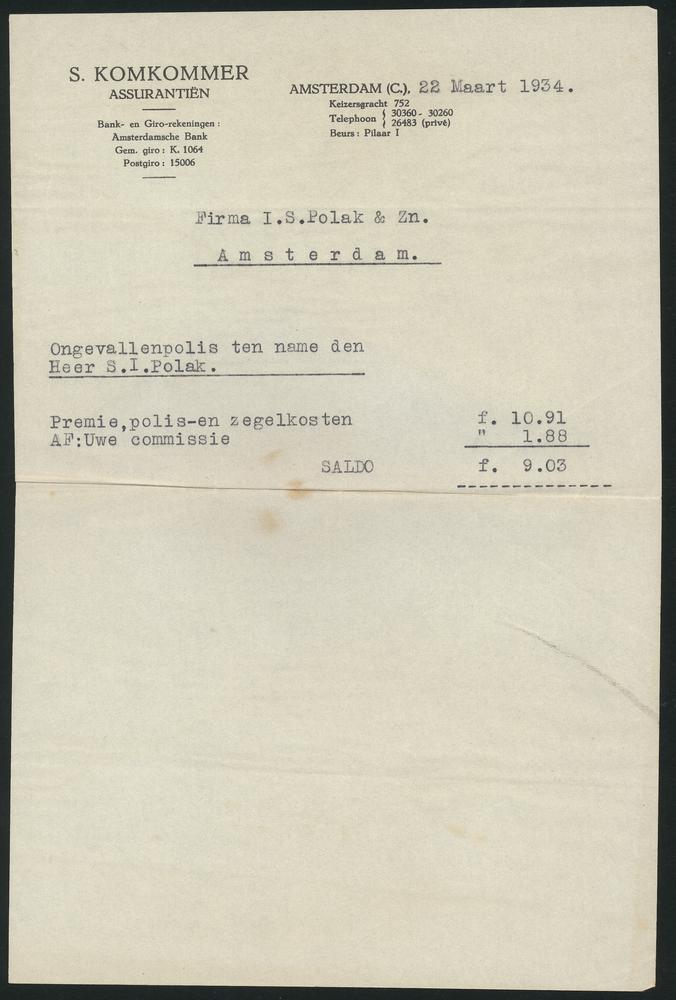 S. KOMKOMMER
ASSURANTIËN
Bank- en Giro-rekeningen :
Amsterdamsche Bank
Gem. giro : K. 1064
Postgiro : 15006
AMSTERDAM (C.), 22 Maart 1934.
Keizersgracht 752
Telephoon { 30360 - 30260
26483 (privé)
Beurs : Pilaar I
Firma I.S.Polak & Zn.
Amsterdam.
Ongevallenpolis ten name den
Heer S.I.Polak.
Premie,polis-en zegelkosten f. 10.91
AF:Uwe commissie " 1.88
SALDO f. 9.03